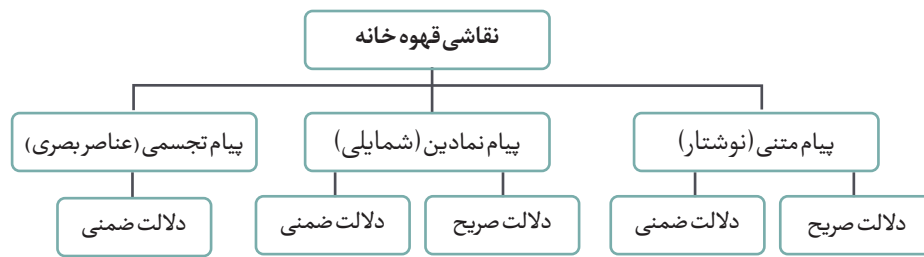 نقاشی قهوه خانه
پیام متنی (نوشتار)
پیام نمادین (شمایلی)
پیام تجسمی (عناصر بصری)
دلالت صریح
دلالت ضمنی
دلالت صریح
دلالت ضمنی
دلالت ضمنی